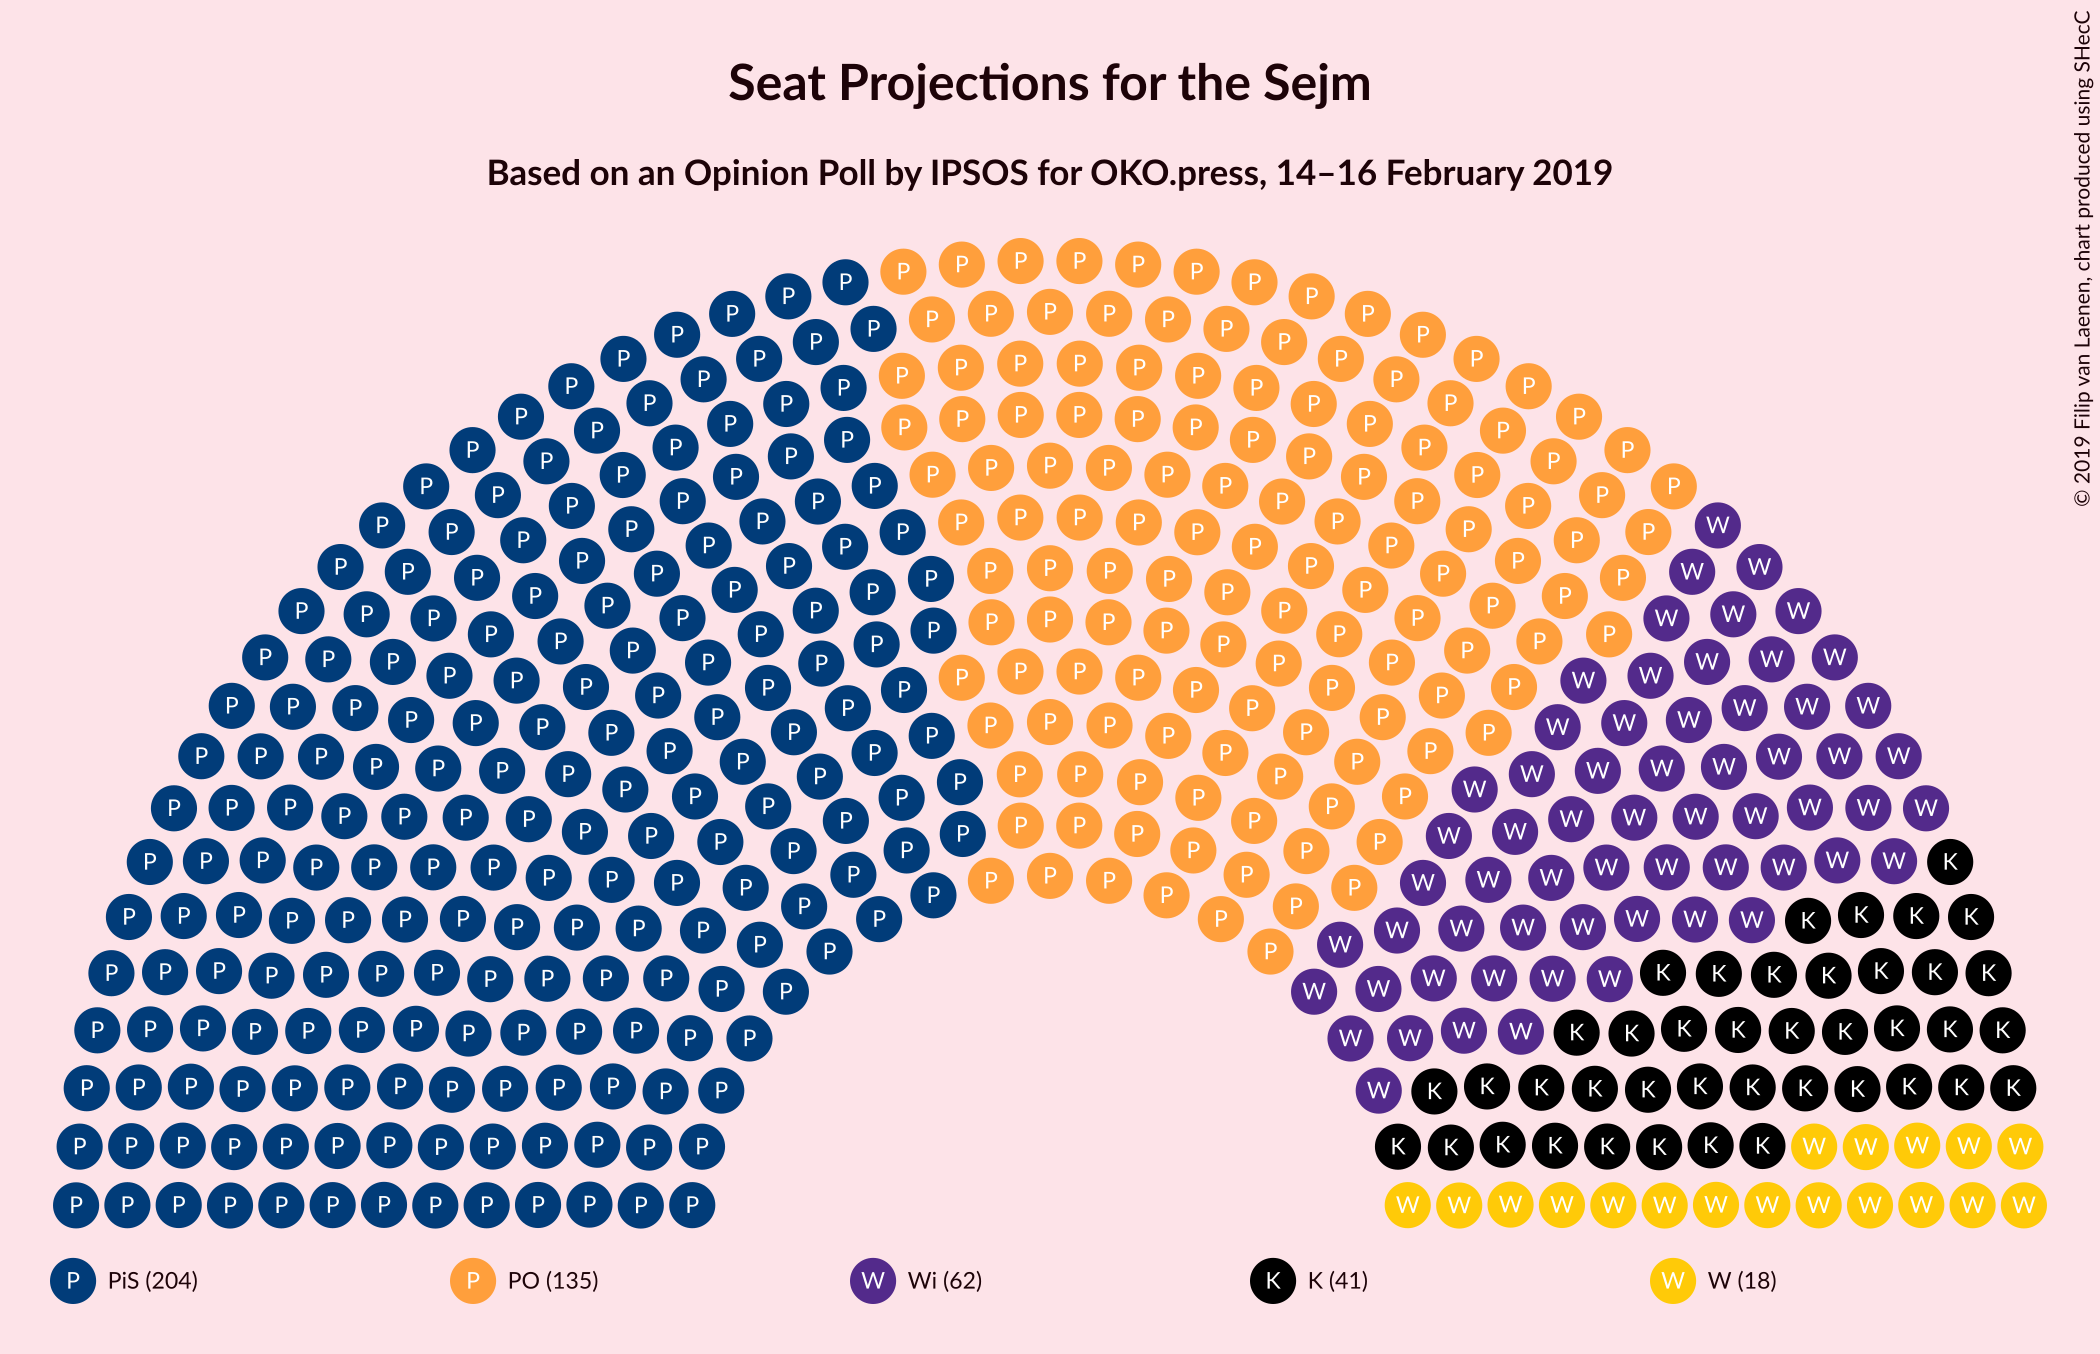 Seat Projections for the Sejm
Based on an Opinion Poll by IPSOS for OKO.press, 14–16 February 2019
© 2019 Filip van Laenen, chart produced using SHecC
P PiS (204)
P PO (135)
W Wi (62)
K K (41)
W W (18)